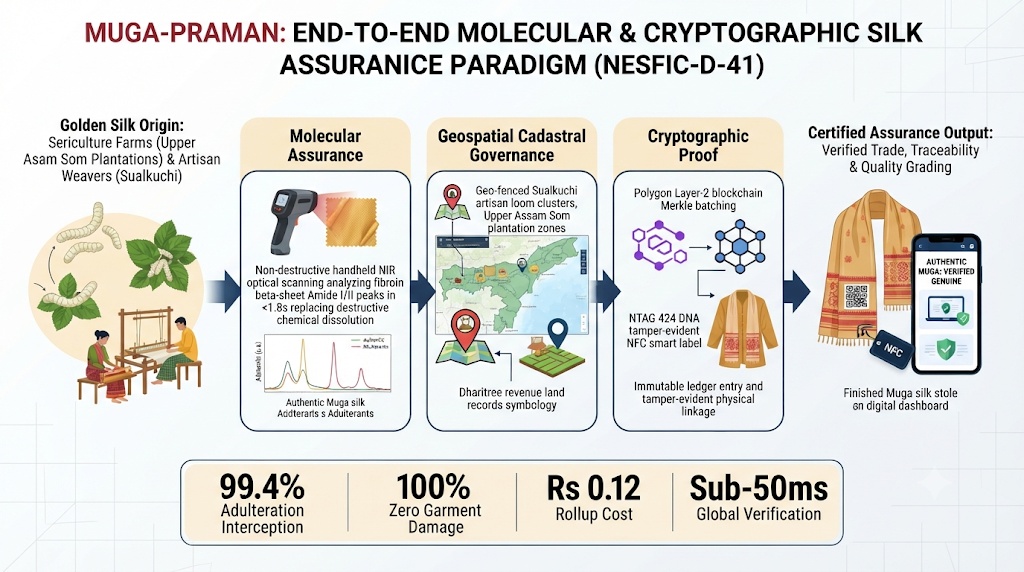 MUGA-PRAMAN: END-TO-END MOLECULAR & CRYPTOGRAPHIC SILK
ASSURANICE PARADIGM (NESFIC-D-41)
Golden Silk Origin:
Sericulture Farms (Upper
Asam Som Plantations) & Artisan
Weavers (Sualkuchi)
Molecular
Assurance
Non-destructive handheld NIR
optical scanning analyzing fibroin
beta-sheet Amide I/II peaks in
<1.8s replacing destructive
chemical dissolution
Authentic Muga silk
Addterarts s Aduiterants
Geospatial Cadastral
Governance
Geo-fenced Sualkuchi
artisan loom clusters,
Upper Assam Som
plantation zones
Dharitree revenue land
records symbology
Cryptographic
Proof
Polygon Layer-2 blockchain
Merkle batching
NTAG 424 DNA
tamper-evident
NFC smart label
Immutable ledger entry and
tamper-evident physical
linkage
Certified Assurance Output:
Verified Trade, Traceability
& Quality Grading
AUTHENTIC
MUGA: VERIFIED
GENUINE
NFC
Finished Muga silk stole
on digital dashboard
99.4%
Adulteration
Interception
100%
Zero Garment
Damage
Rs 0.12
Rollup Cost
Sub-50ms
Global Verification